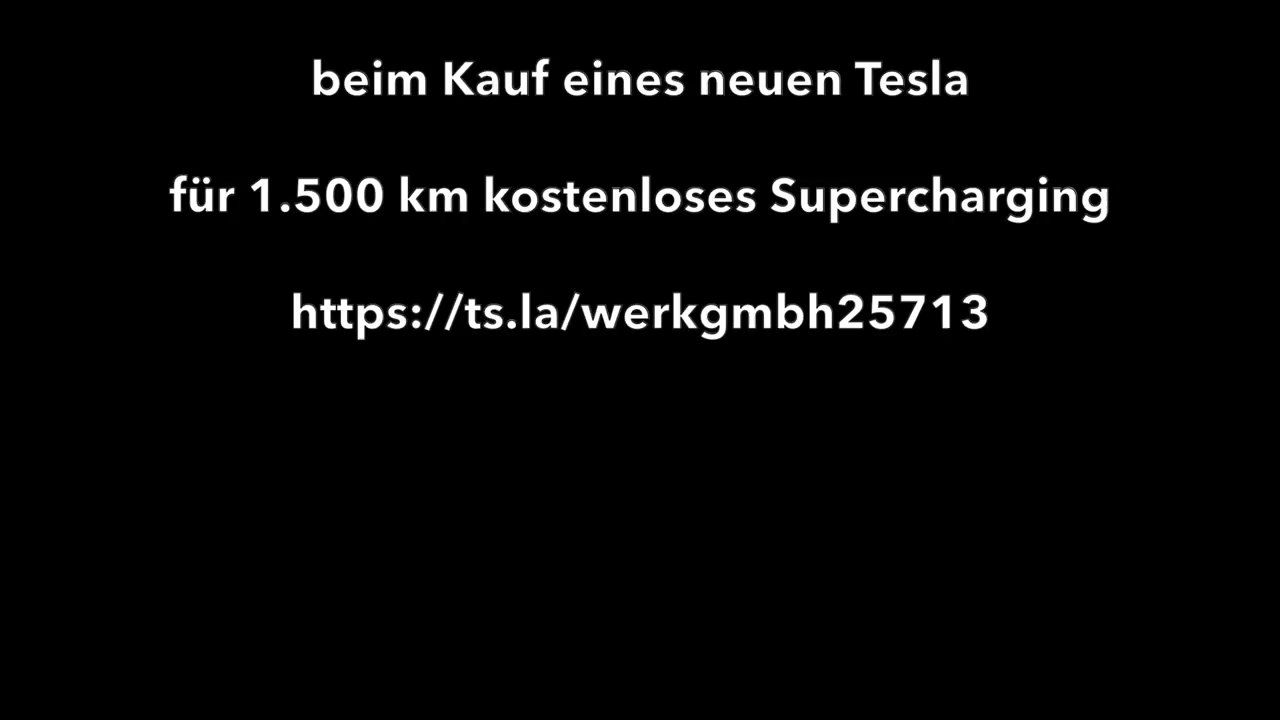 beim Kauf eines neuen Tesla
für 1.500 km kostenloses Supercharging
https://ts.la/werkgmbh25713